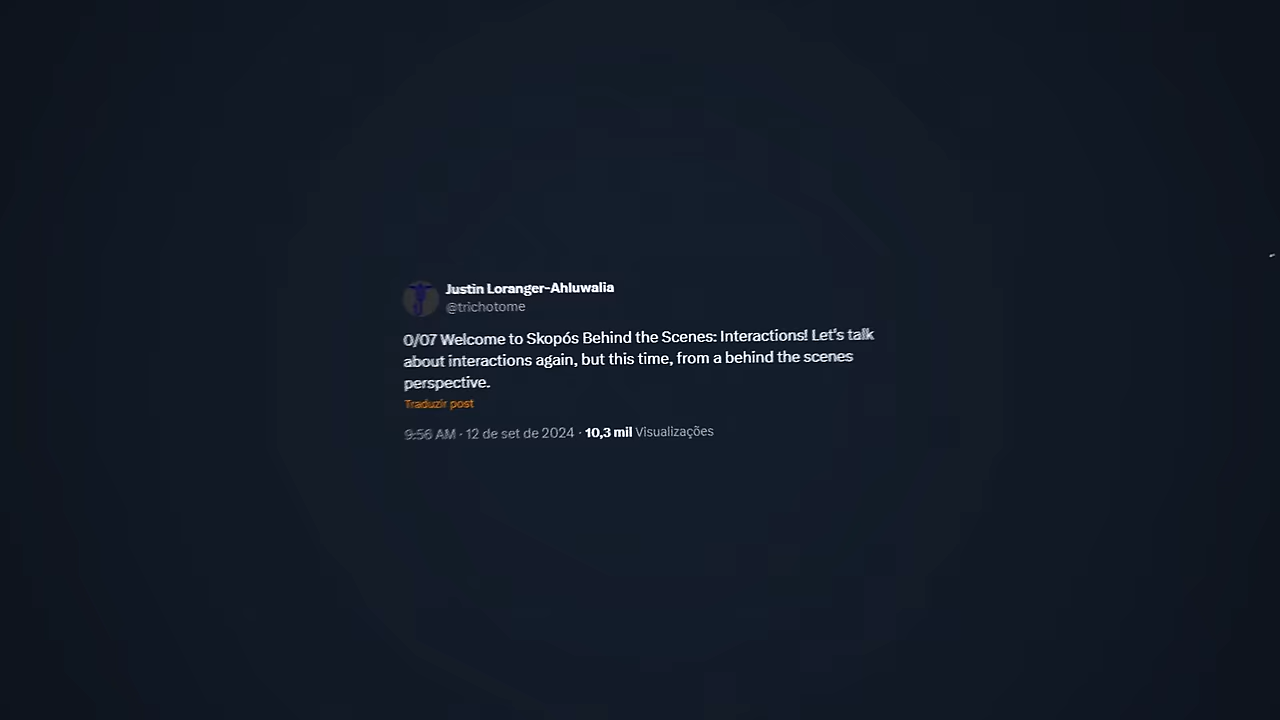 Justin Loranger-Ahluwalia
@trichotome
0/07 Welcome to Skopós Behind the Scenes: Interactions! Let's talk
about interactions again, but this time, from a behind the scenes
perspective.
Traduzir post
9:56 AM · 12 de set de 2024 · 10,3 mil Visualizações